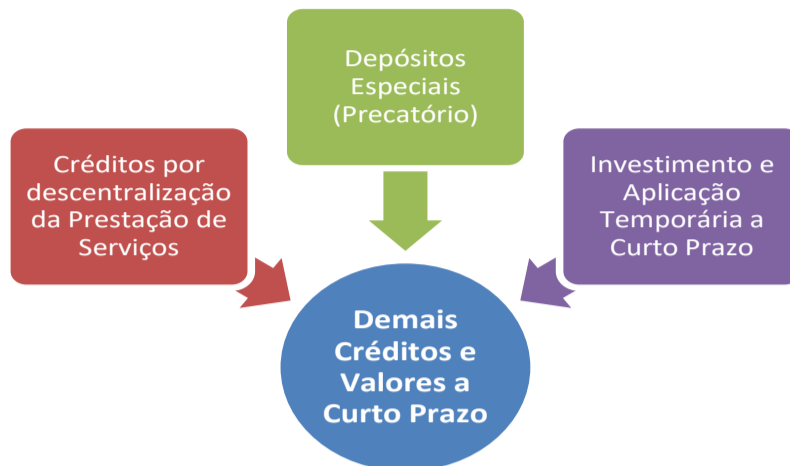 Depósitos
Especiais
(Precatório)
Créditos por
descentralização
da Prestação de
Serviços
Investimento e
Aplicação
Temporária a
Curto Prazo
Demais
Créditos e
Valores a
Curto Prazo